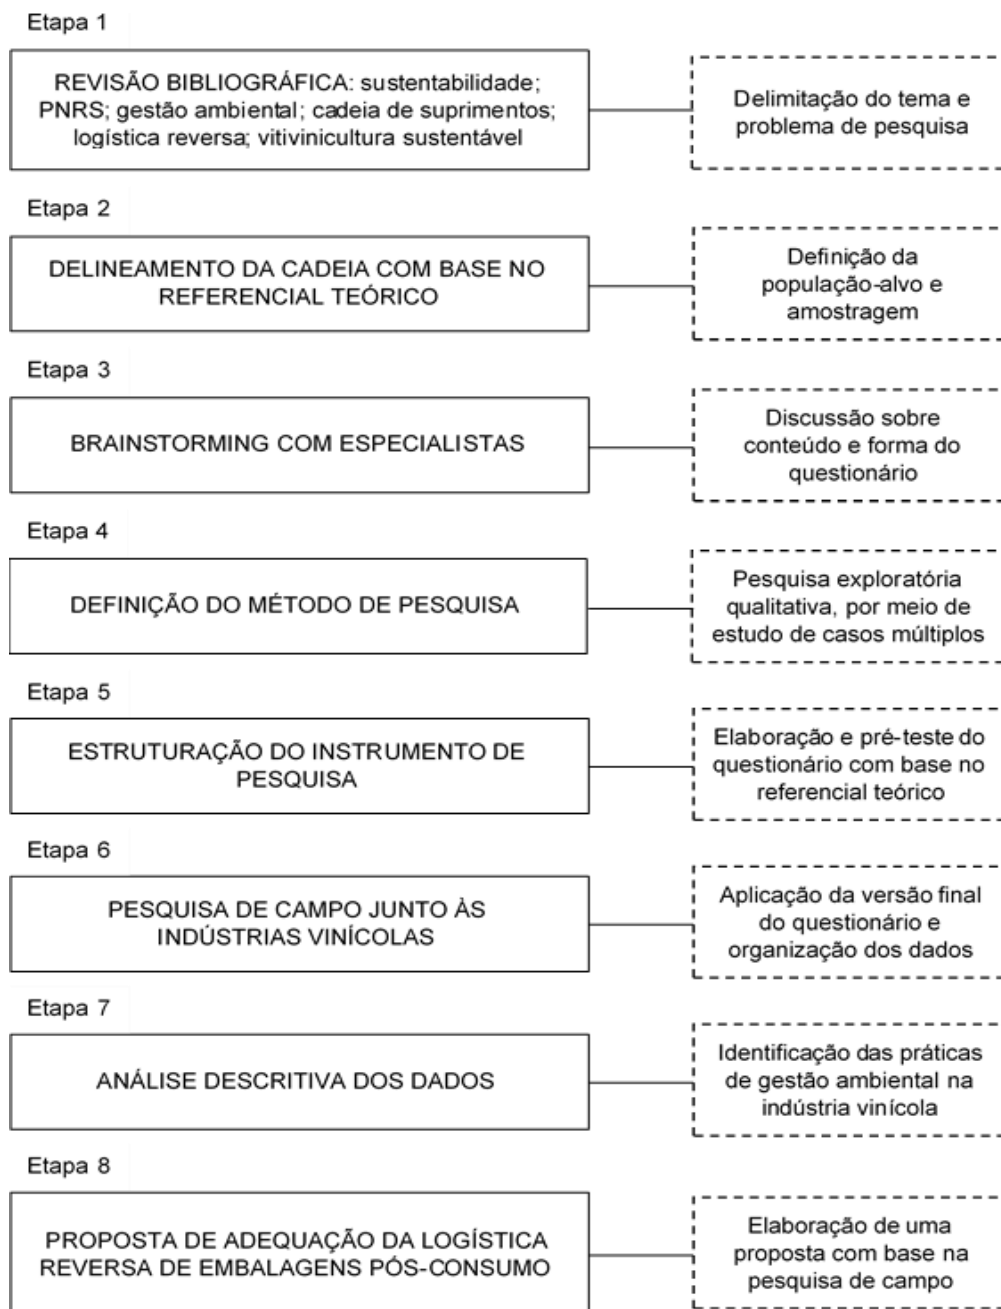 Etapa 1
REVISÃO BIBLIOGRÁFICA: sustentabilidade;
PNRS; gestão ambiental; cadeia de suprimentos;
logística reversa; vitivinicultura sustentável
Delimitação do tema e
problema de pesquisa
Etapa 2
DELINEAMENTO DA CADEIA COM BASE NO
REFERENCIAL TEÓRICO
Definição da
população-alvo e
amostragem
Etapa 3
BRAINSTORMING COM ESPECIALISTAS
Discussão sobre
conteúdo e forma do
questionário
Etapa 4
DEFINIÇÃO DO MÉTODO DE PESQUISA
Pesquisa exploratória
qualitativa, por meio de
estudo de casos múltiplos
Etapa 5
ESTRUTURAÇÃO DO INSTRUMENTO DE
PESQUISA
Elaboração e pré-teste do
questionário com base no
referencial teórico
Etapa 6
PESQUISA DE CAMPO JUNTO ÀS
INDÚSTRIAS VINÍCOLAS
Aplicação da versão final
do questionário e
organização dos dados
Etapa 7
ANÁLISE DESCRITIVA DOS DADOS
Identificação das práticas
de gestão ambiental na
indústria vinícola
Etapa 8
PROPOSTA DE ADEQUAÇÃO DA LOGÍSTICA
REVERSA DE EMBALAGENS PÓS-CONSUMO
Elaboração de uma
proposta com base na
pesquisa de campo